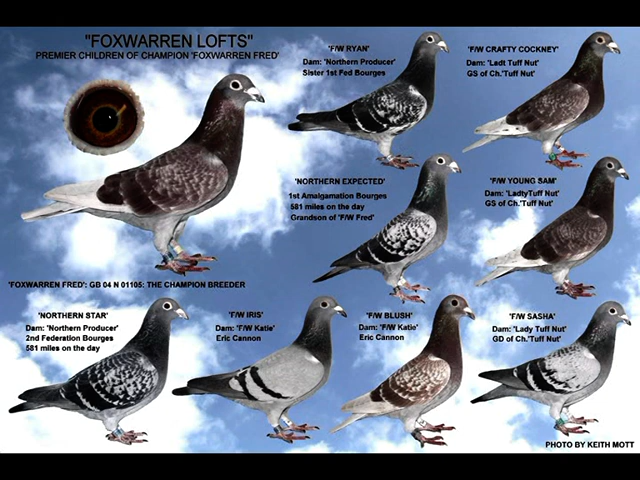 "FOXWARREN LOFTS"
PREMIER CHILDREN OF CHAMPION 'FOXWARREN FRED'
'F/W RYAN'
Dam: 'Northern Producer'
Sister 1st Fed Bourges
'F/W CRAFTY COCKNEY'
Dam: 'Ladt Tuff Nut'
GS of Ch.'Tuff Nut'
'NORTHERN EXPECTED'
1st Amalgamation Bourges
581 miles on the day
Grandson of 'F/W Fred'
'F/W YOUNG SAM'
Dam: 'LadtyTuff Nut'
GS of Ch.'Tuff Nut'
'FOXWARREN FRED': GB 04 N 01105: THE CHAMPION BREEDER
'NORTHERN STAR'
Dam: 'Northern Producer'
2nd Federation Bourges
581 miles on the day
'F/W IRIS'
Dam: 'F/W Katie'
Eric Cannon
'F/W BLUSH'
Dam: 'F/W Katie'
Eric Cannon
'F/W SASHA'
Dam: 'Lady Tuff Nut'
GD of Ch.'Tuff Nut'
PHOTO BY KEITH MOTT